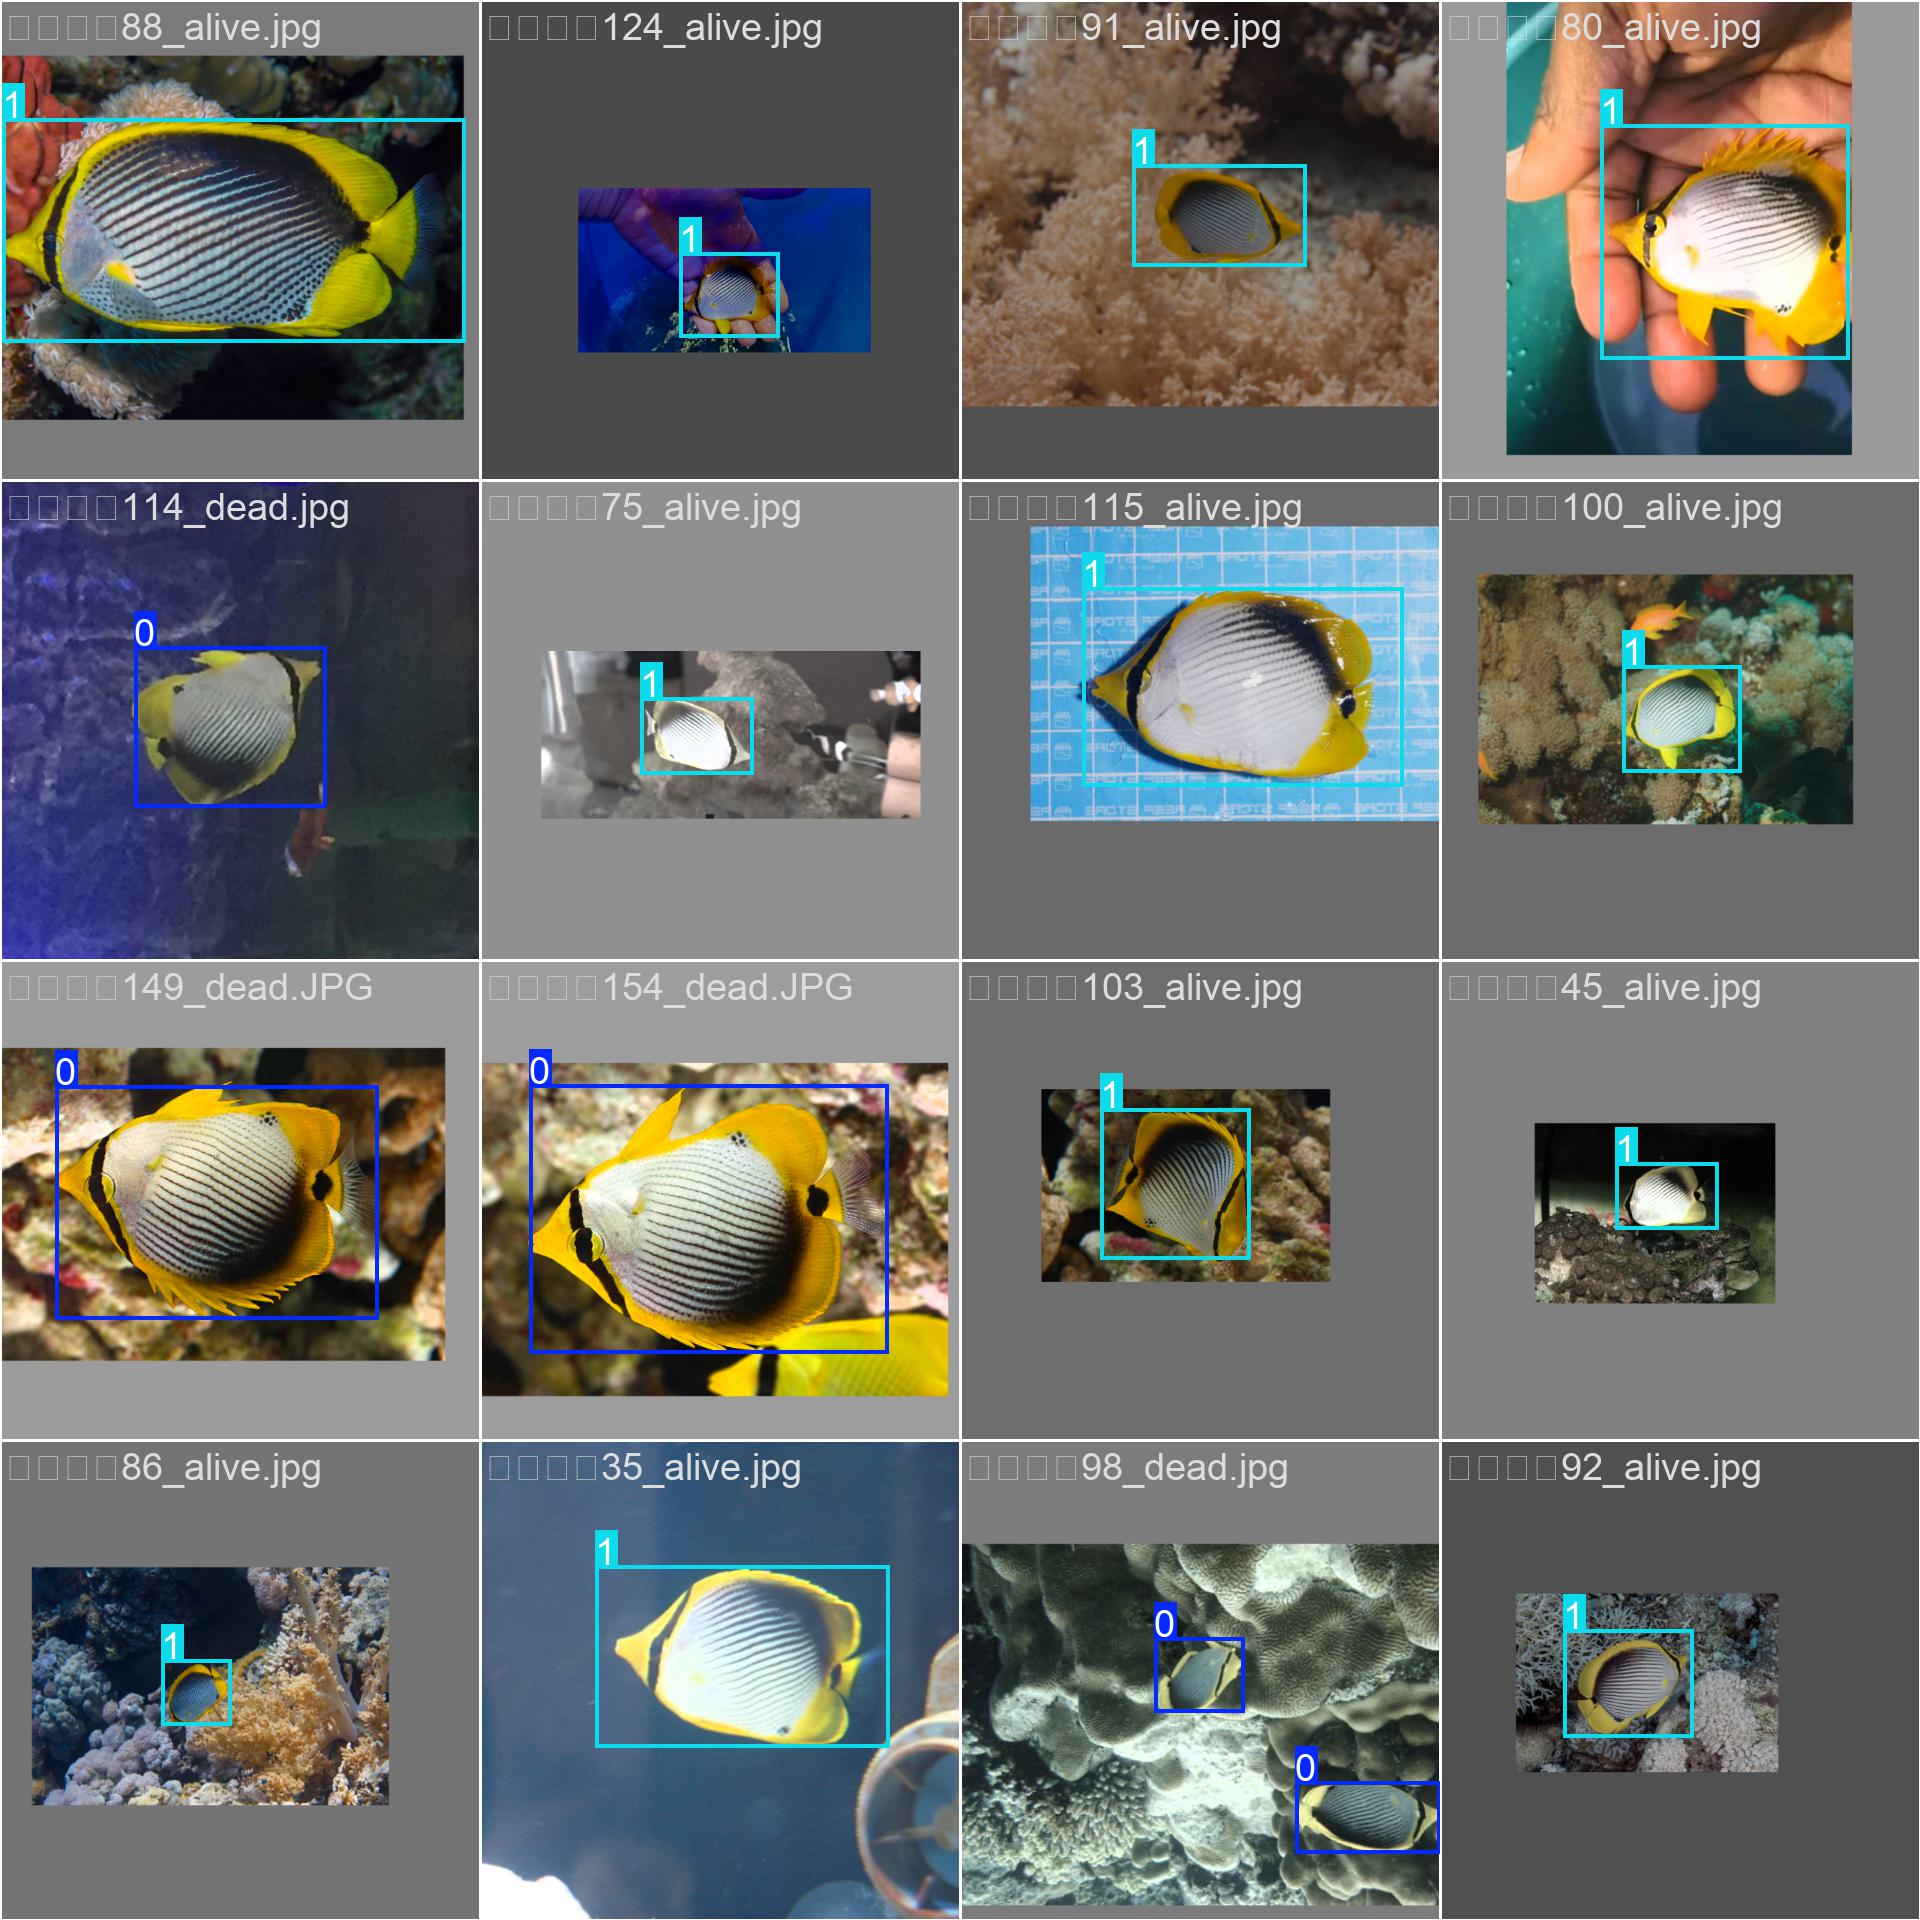 □□□□88_alive.jpg
1
□□□□124_alive.jpg
1
□□□□91_alive.jpg
1
□□□□80_alive.jpg
1
□□□□114_dead.jpg
0
□□□□75_alive.jpg
1
□□□□115_alive.jpg
1
□□□□100_alive.jpg
1
□□□□149_dead.JPG
0
□□□□154_dead.JPG
0
□□□□103_alive.jpg
1
□□□□45_alive.jpg
1
□□□□86_alive.jpg
1
□□□□35_alive.jpg
1
□□□□98_dead.jpg
0
0
□□□□92_alive.jpg
1